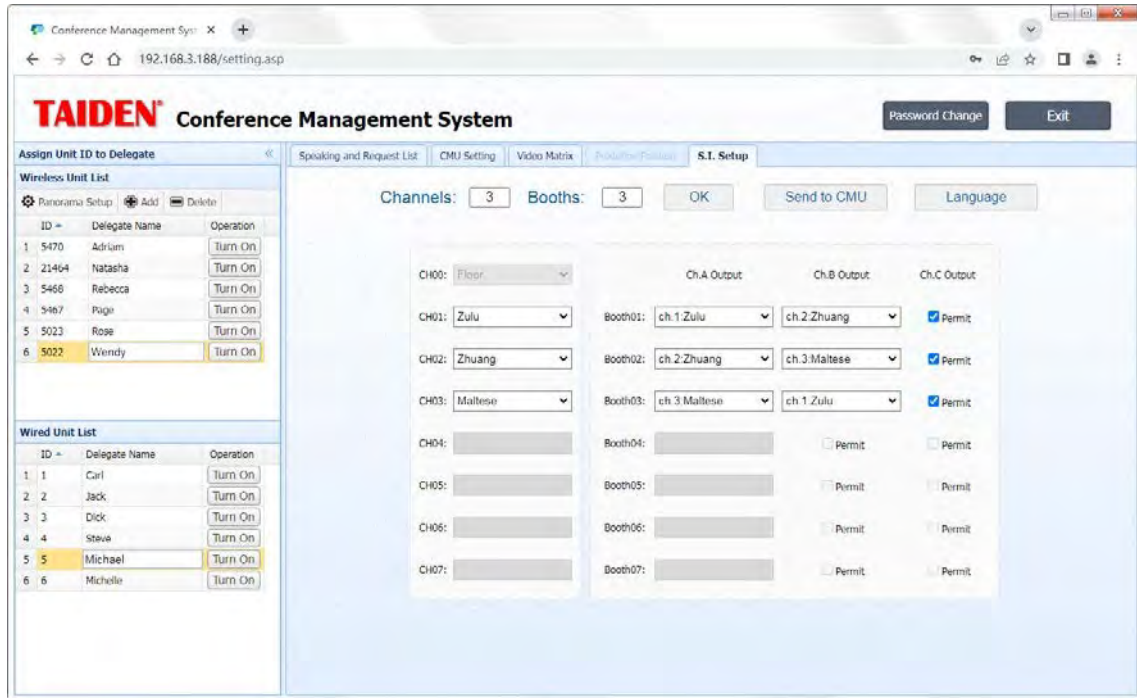 Conference Management Syst
192.168.3.188/setting.asp
TAIDEN® Conference Management System
Password Change
Exit
Assign Unit ID to Delegate
Wireless Unit List
Panorama Setup Add Delete
ID Delegate Name Operation
1 5470 Adriam Turn On
2 21464 Natasha Turn On
3 5468 Rebecca Turn On
4 5467 Page Turn On
5 5023 Rose Turn On
6 5022 Wendy Turn On
Wired Unit List
ID Delegate Name Operation
1 1 Carl Turn On
2 2 Jack Turn On
3 3 Dick Turn On
4 4 Steve Turn On
5 5 Michael Turn On
6 6 Michelle Turn On
Speaking and Request List CMU Setting Video Matrix S.I. Setup
Channels: 3 Booths: 3 OK Send to CMU Language
CH00: Floor Ch.A Output Ch.B Output Ch.C Output
CH01: Zulu Booth01: ch.1:Zulu ch.2:Zhuang Permit
CH02: Zhuang Booth02: ch.2:Zhuang ch.3:Maltese Permit
CH03: Maltese Booth03: ch.3:Maltese ch.1:Zulu Permit
CH04: Booth04: Permit Permit
CH05: Booth05: Permit Permit
CH06: Booth06: Permit Permit
CH07: Booth07: Permit Permit